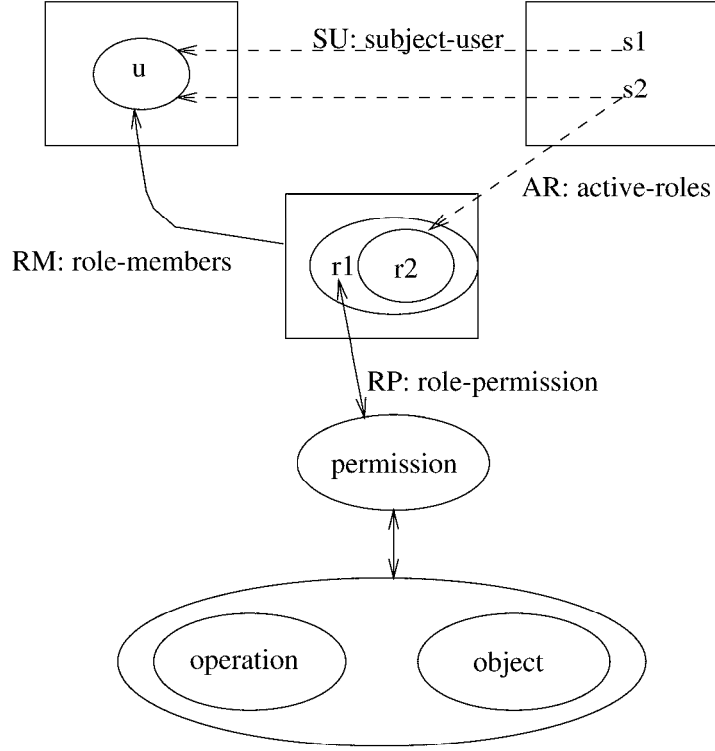 SU: subject-user
s1
u
s2
AR: active-roles
RM: role-members
r1
r2
RP: role-permission
permission
operation
object